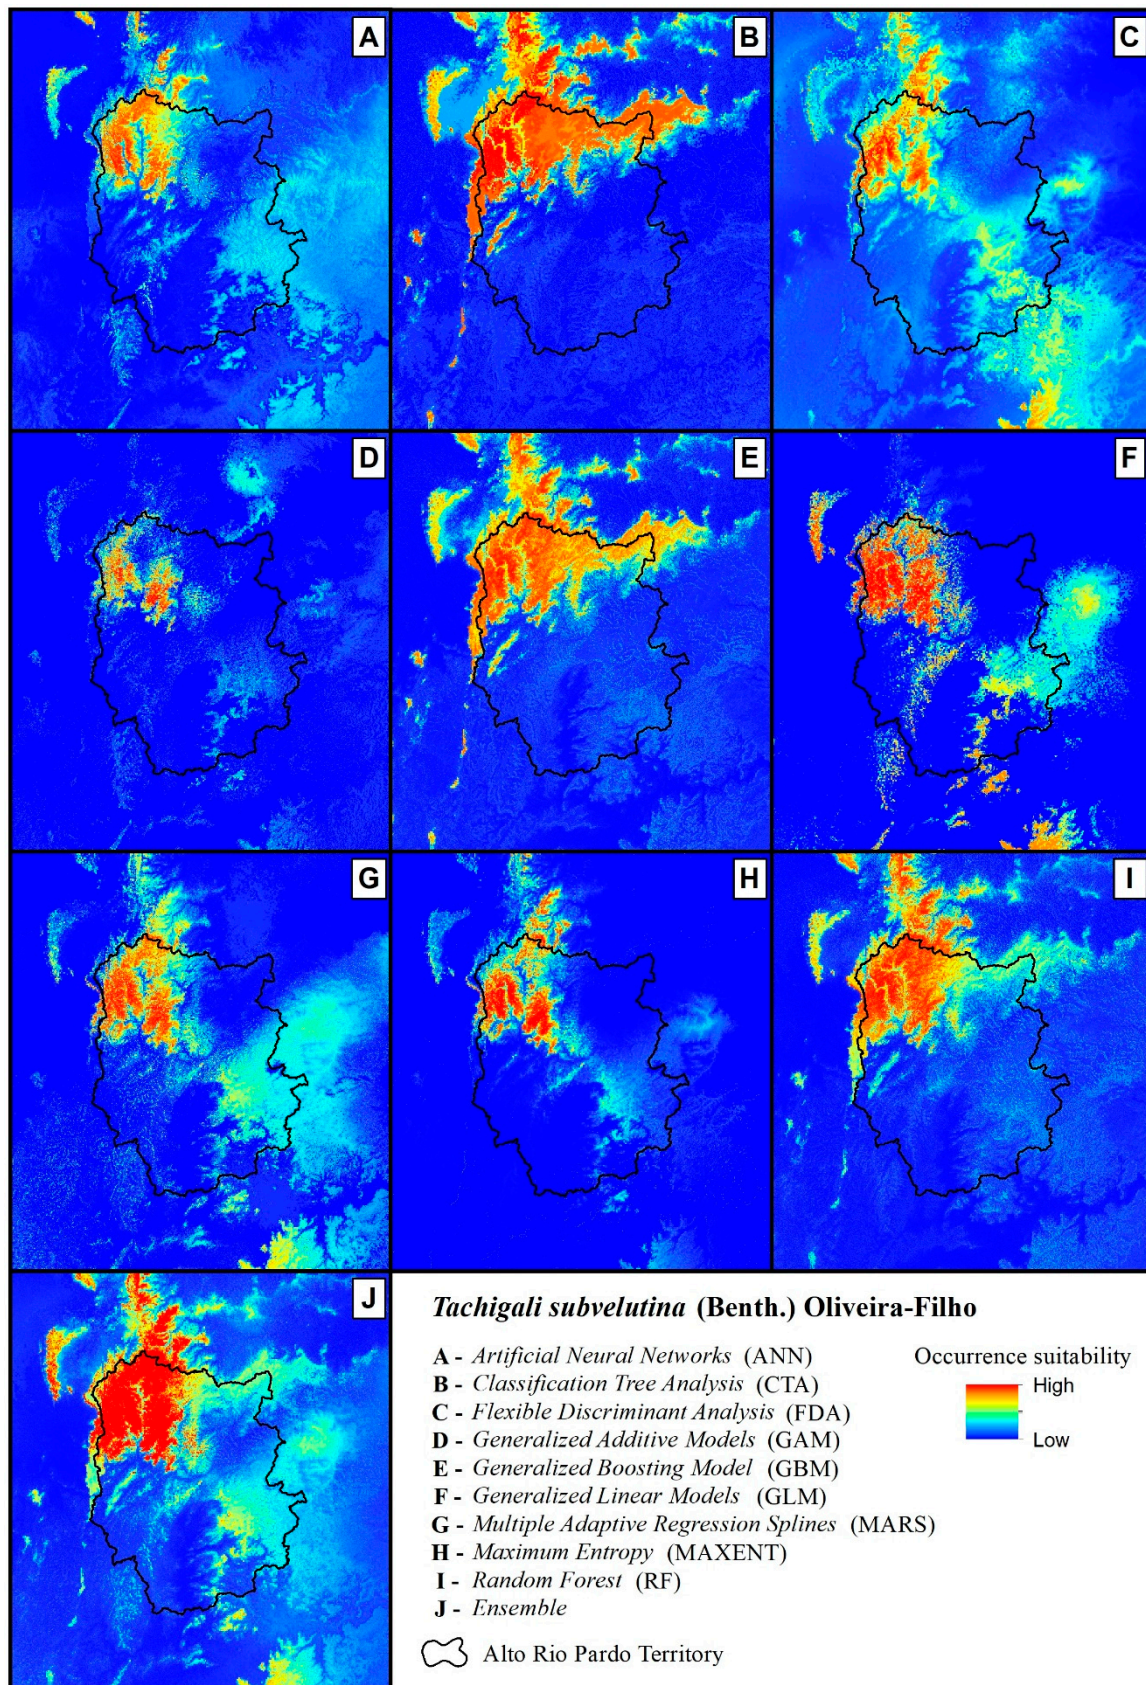 A
B
C
D
E
F
G
H
I
J
Tachigali subvelutina (Benth.) Oliveira-Filho
A - Artificial Neural Networks (ANN)
B - Classification Tree Analysis (CTA)
C - Flexible Discriminant Analysis (FDA)
D - Generalized Additive Models (GAM)
E - Generalized Boosting Model (GBM)
F - Generalized Linear Models (GLM)
G - Multiple Adaptive Regression Splines (MARS)
H - Maximum Entropy (MAXENT)
I - Random Forest (RF)
J - Ensemble
Alto Rio Pardo Territory
Occurrence suitability
High
Low